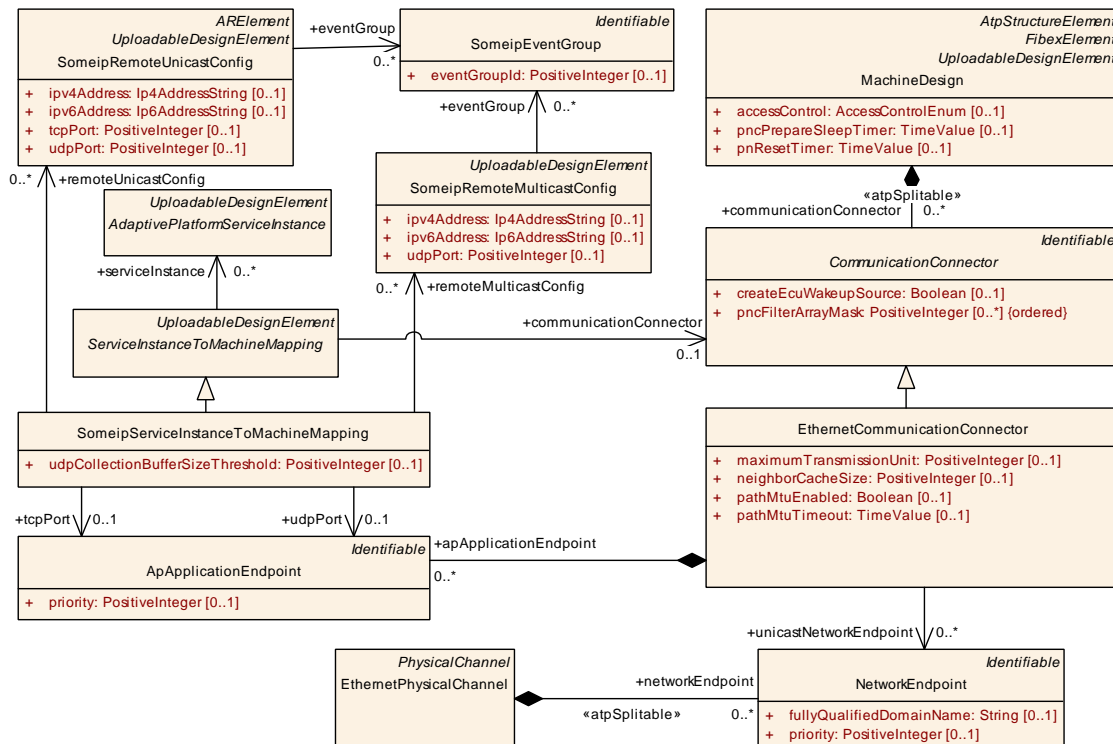 ARElement
UploadableDesignElement
SomeipRemoteUnicastConfig
+ ipv4Address: Ip4AddressString [0..1]
+ ipv6Address: Ip6AddressString [0..1]
+ tcpPort: PositiveInteger [0..1]
+ udpPort: PositiveInteger [0..1]
+eventGroup
0..*
Identifiable
SomeipEventGroup
+ eventGroupId: PositiveInteger [0..1]
AtpStructureElement
FibexElement
UploadableDesignElement
MachineDesign
+ accessControl: AccessControlEnum [0..1]
+ pncPrepareSleepTimer: TimeValue [0..1]
+ pnResetTimer: TimeValue [0..1]
+eventGroup
0..*
0..*
+remoteUnicastConfig
UploadableDesignElement
SomeipRemoteMulticastConfig
+ ipv4Address: Ip4AddressString [0..1]
+ ipv6Address: Ip6AddressString [0..1]
+ udpPort: PositiveInteger [0..1]
«atpSplitable»
+communicationConnector
0..*
UploadableDesignElement
AdaptivePlatformServiceInstance
Identifiable
CommunicationConnector
+ createEcuWakeupSource: Boolean [0..1]
+ pncFilterArrayMask: PositiveInteger [0..*] {ordered}
+serviceInstance
0..*
0..*
+remoteMulticastConfig
UploadableDesignElement
ServiceInstanceToMachineMapping
+communicationConnector
0..1
SomeipServiceInstanceToMachineMapping
+ udpCollectionBufferSizeThreshold: PositiveInteger [0..1]
EthernetCommunicationConnector
+ maximumTransmissionUnit: PositiveInteger [0..1]
+ neighborCacheSize: PositiveInteger [0..1]
+ pathMtuEnabled: Boolean [0..1]
+ pathMtuTimeout: TimeValue [0..1]
+tcpPort
0..1
+udpPort
0..1
Identifiable
ApApplicationEndpoint
+ priority: PositiveInteger [0..1]
+apApplicationEndpoint
0..*
+unicastNetworkEndpoint
0..*
PhysicalChannel
EthernetPhysicalChannel
+networkEndpoint
«atpSplitable»
0..*
Identifiable
NetworkEndpoint
+ fullyQualifiedDomainName: String [0..1]
+ priority: PositiveInteger [0..1]